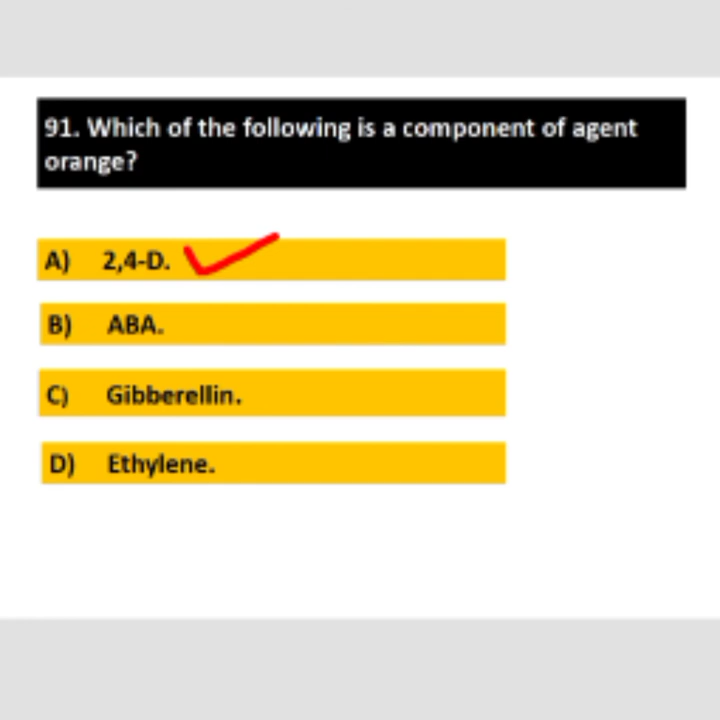 91. Which of the following is a component of agent
orange?
A) 2,4-D.
B) ABA.
C) Gibberellin.
D) Ethylene.